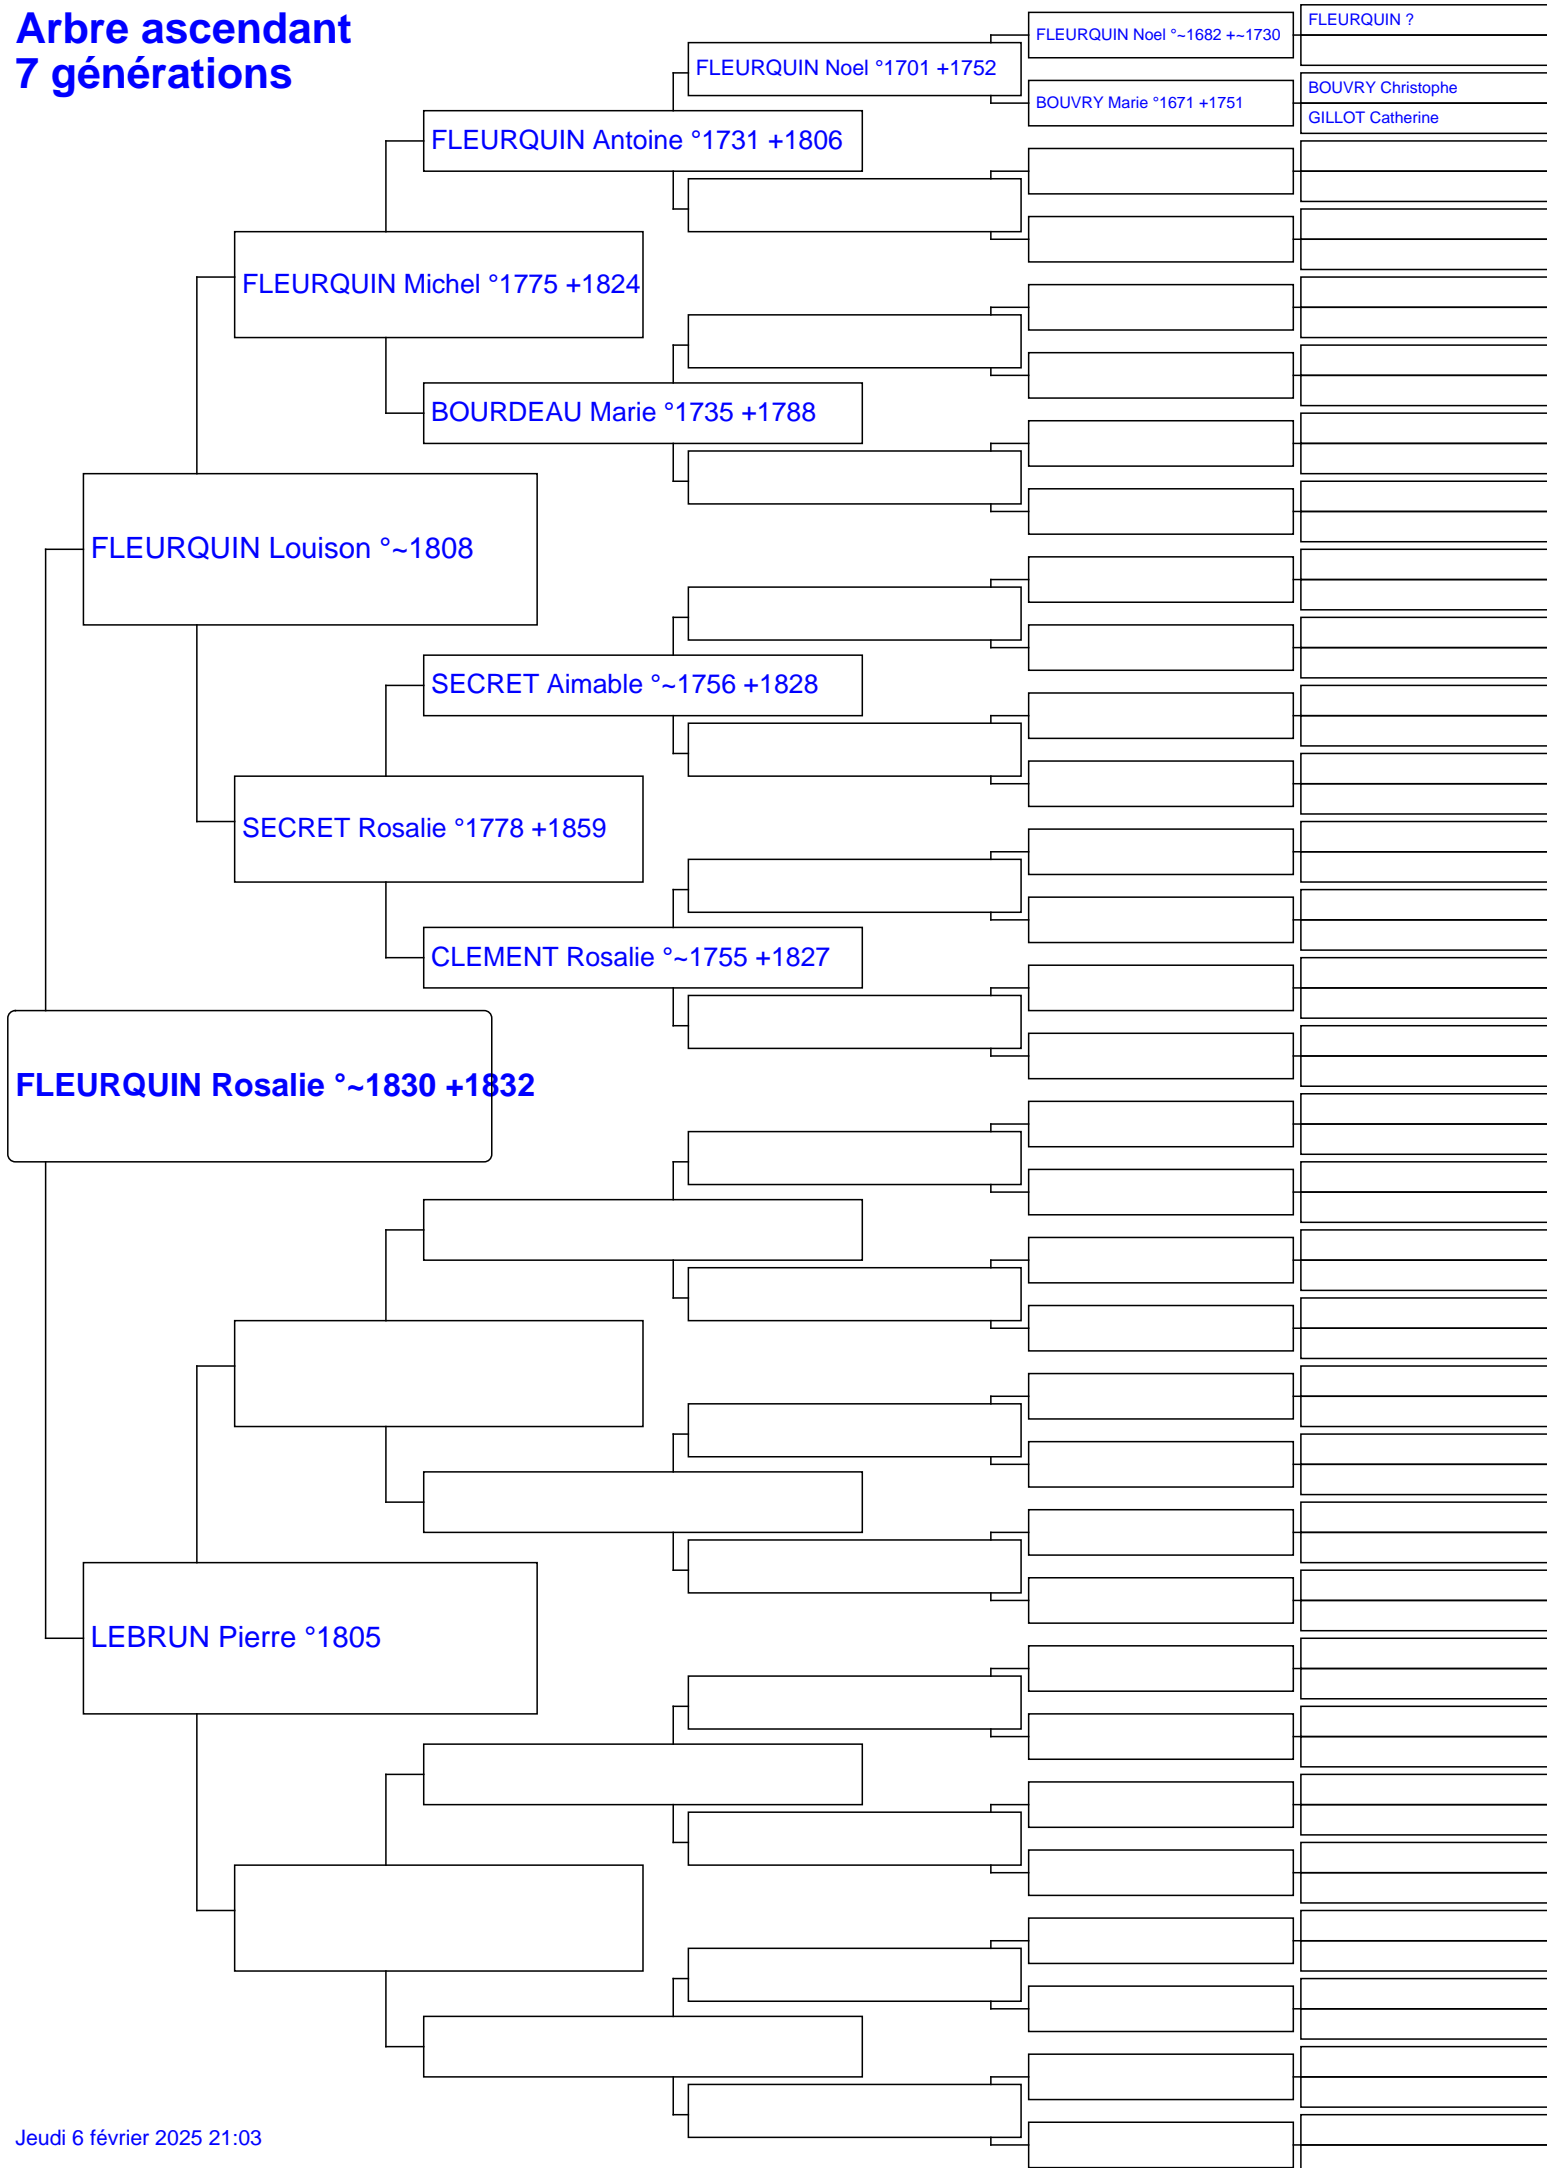 Arbre ascendant
7 générations
FLEURQUIN ?
FLEURQUIN Noel °~1682 +~1730
FLEURQUIN Noel °1701 +1752
BOUVRY Christophe
BOUVRY Marie °1671 +1751
GILLOT Catherine
FLEURQUIN Antoine °1731 +1806
FLEURQUIN Michel °1775 +1824
BOURDEAU Marie °1735 +1788
FLEURQUIN Louison °~1808
SECRET Aimable °~1756 +1828
SECRET Rosalie °1778 +1859
CLEMENT Rosalie °~1755 +1827
FLEURQUIN Rosalie °~1830 +1832
LEBRUN Pierre °1805
Jeudi 6 février 2025 21:03